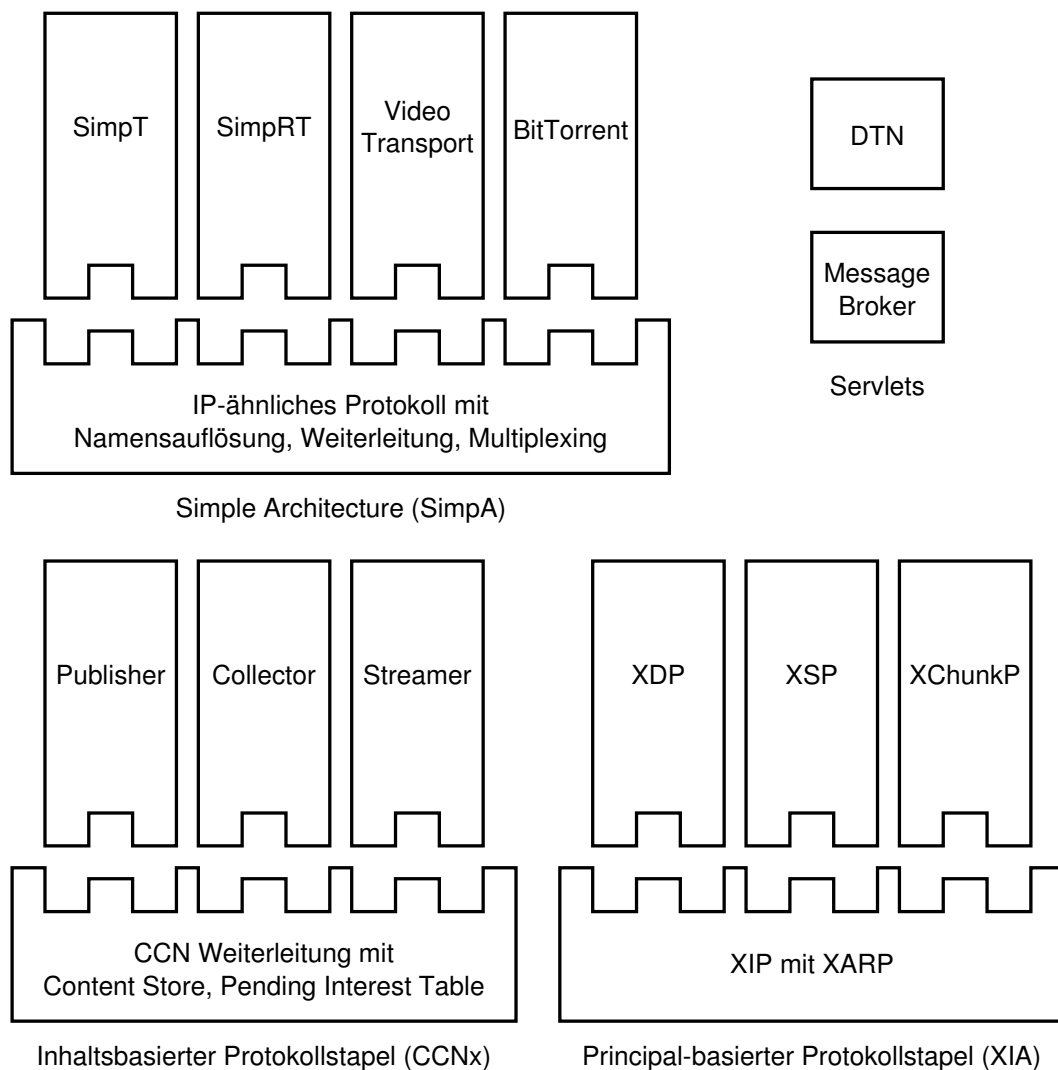 SimpT
SimpRT
Video
Transport
BitTorrent
IP-ähnliches Protokoll mit
Namensauflösung, Weiterleitung, Multiplexing
Simple Architecture (SimpA)
DTN
Message
Broker
Servlets
Publisher
Collector
Streamer
CCN Weiterleitung mit
Content Store, Pending Interest Table
Inhaltsbasierter Protokollstapel (CCNx)
XDP
XSP
XChunkP
XIP mit XARP
Principal-basierter Protokollstapel (XIA)